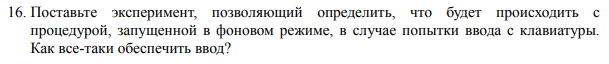 16. Поставьте эксперимент, позволяющий определить, что будет происходить с
процедурой, запущенной в фоновом режиме, в случае попытки ввода с клавиатуры.
Как все-таки обеспечить ввод?